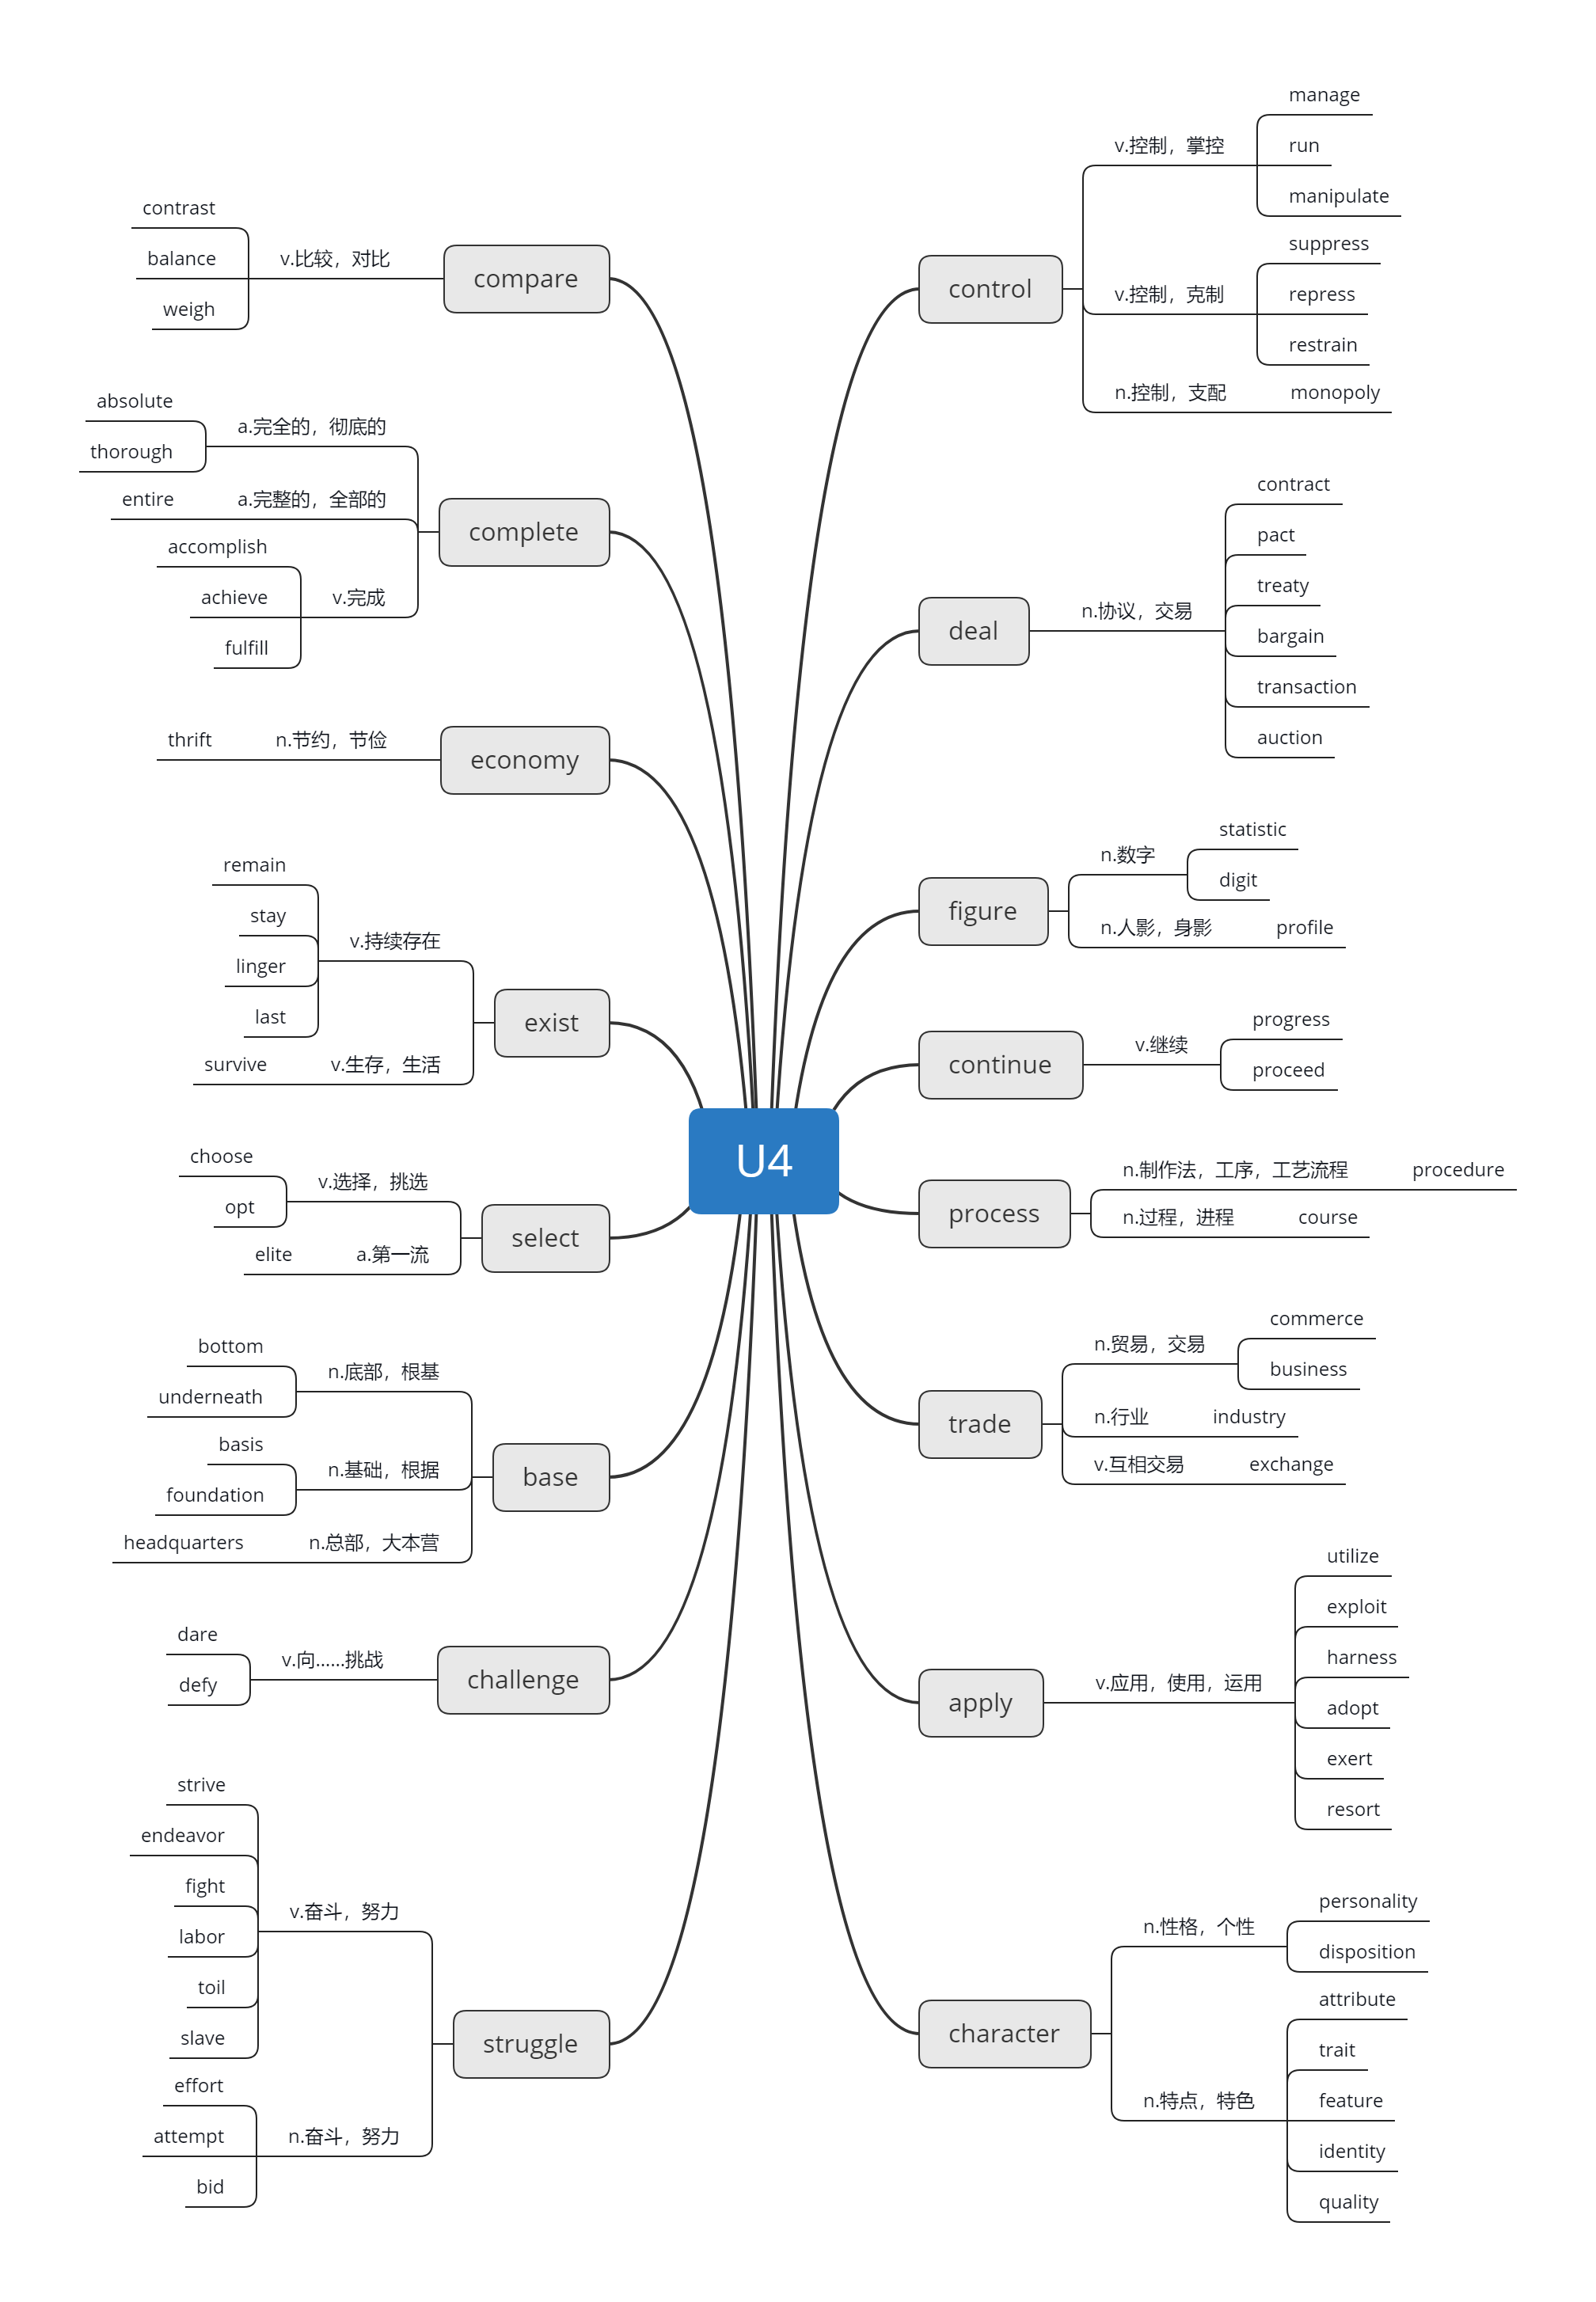 U4
control
v.控制，掌控
manage
run
manipulate
v.控制，克制
suppress
repress
restrain
n.控制，支配
monopoly
deal
n.协议，交易
contract
pact
treaty
bargain
transaction
auction
figure
n.数字
statistic
digit
n.人影，身影
profile
continue
v.继续
progress
proceed
process
n.制作法，工序，工艺流程
procedure
n.过程，进程
course
trade
n.贸易，交易
commerce
business
n.行业
industry
v.互相交易
exchange
apply
v.应用，使用，运用
utilize
exploit
harness
adopt
exert
resort
character
n.性格，个性
personality
disposition
n.特点，特色
attribute
trait
feature
identity
quality
compare
v.比较，对比
contrast
balance
weigh
complete
a.完全的，彻底的
absolute
thorough
a.完整的，全部的
entire
v.完成
accomplish
achieve
fulfill
economy
n.节约，节俭
thrift
exist
v.持续存在
remain
stay
linger
last
v.生存，生活
survive
select
v.选择，挑选
choose
opt
a.第一流
elite
base
n.底部，根基
bottom
underneath
n.基础，根据
basis
foundation
n.总部，大本营
headquarters
challenge
v.向……挑战
dare
defy
struggle
v.奋斗，努力
strive
endeavor
fight
labor
toil
slave
n.奋斗，努力
effort
attempt
bid